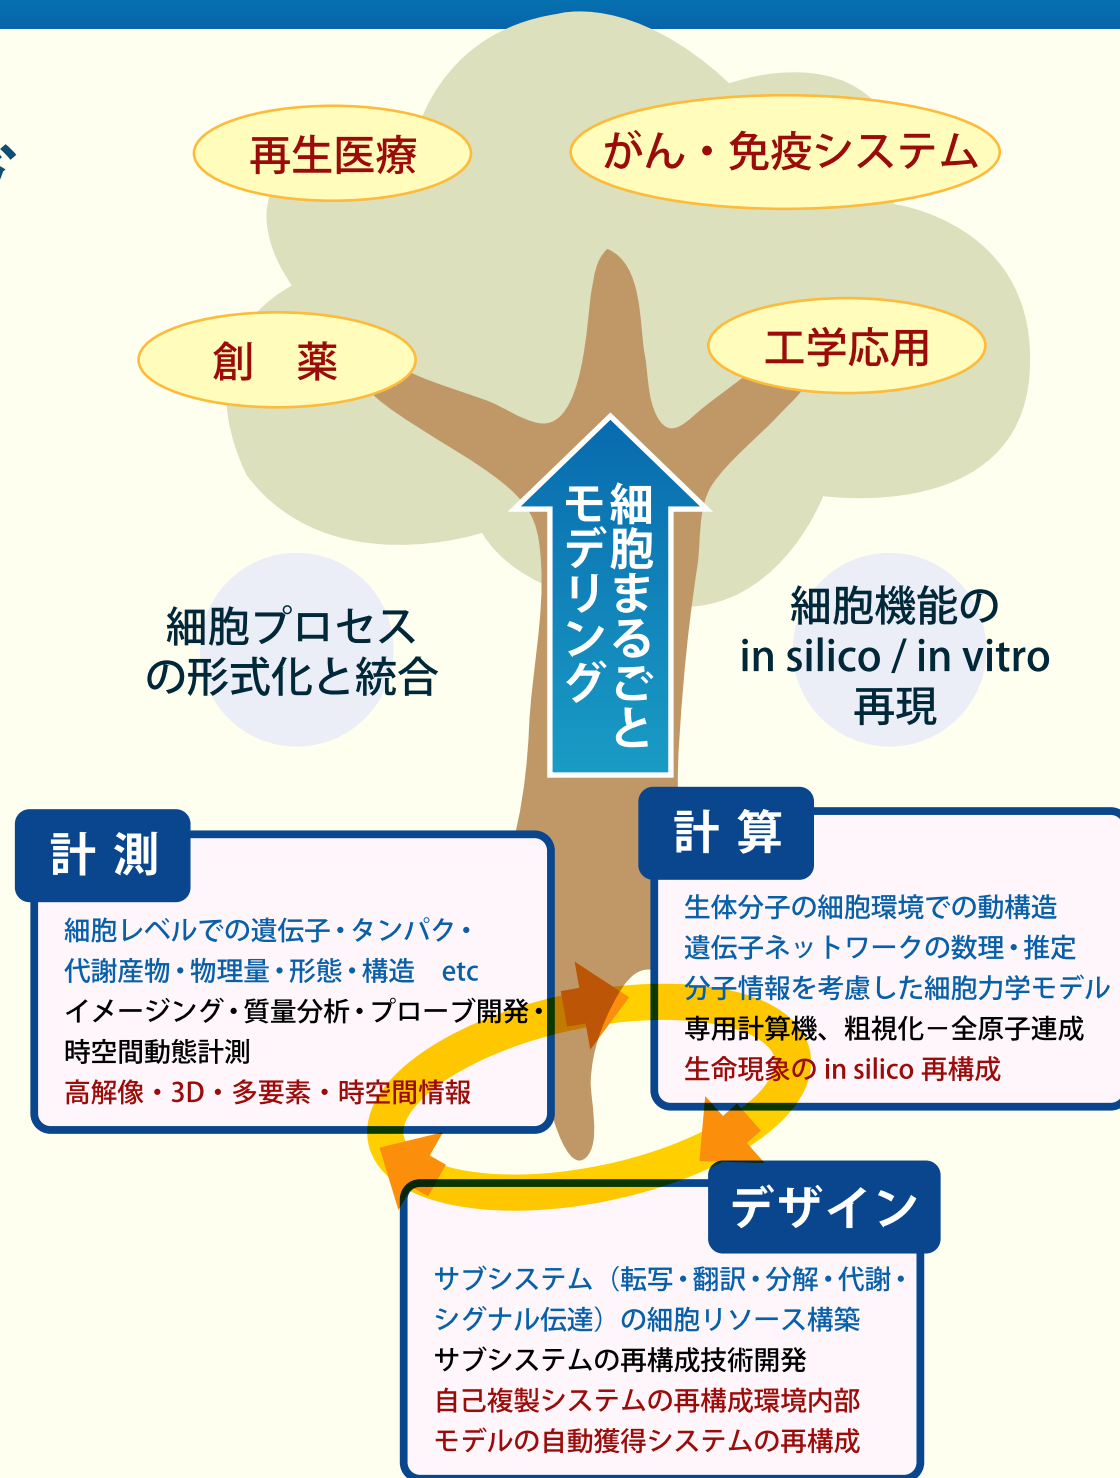 再生医療
がん・免疫システム
創　薬
工学応用
細胞まるごと
モデリング
細胞プロセス
の形式化と統合
細胞機能の
in silico / in vitro
再現
計 測
細胞レベルでの遺伝子・タンパク・
代謝産物・物理量・形態・構造　etc
イメージング・質量分析・プローブ開発・
時空間動態計測
高解像・3D・多要素・時空間情報
計 算
生体分子の細胞環境での動構造
遺伝子ネットワークの数理・推定
分子情報を考慮した細胞力学モデル
専用計算機、粗視化－全原子連成
生命現象の in silico 再構成
デザイン
サブシステム（転写・翻訳・分解・代謝・
シグナル伝達）の細胞リソース構築
サブシステムの再構成技術開発
自己複製システムの再構成環境内部
モデルの自動獲得システムの再構成